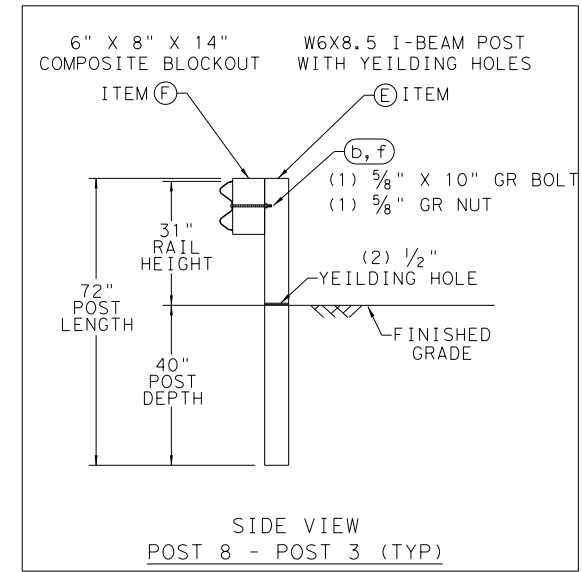 6" X 8" X 14"
COMPOSITE BLOCKOUT
ITEM F
W6X8.5 I-BEAM POST
WITH YEILDING HOLES
E ITEM
b, f
(1) 5/8" X 10" GR BOLT
(1) 5/8" GR NUT
31"
RAIL
HEIGHT
(2) 1/2"
YEILDING HOLE
72"
POST
LENGTH
FINISHED
GRADE
40"
POST
DEPTH
SIDE VIEW
POST 8 - POST 3 (TYP)